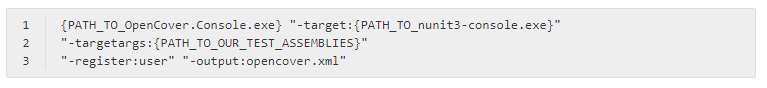 1 {PATH_TO_OpenCover.Console.exe} "-target:{PATH_TO_nunit3-console.exe}"
2 "-targetargs:{PATH_TO_OUR_TEST_ASSEMBLIES}"
3 "-register:user" "-output:opencover.xml"